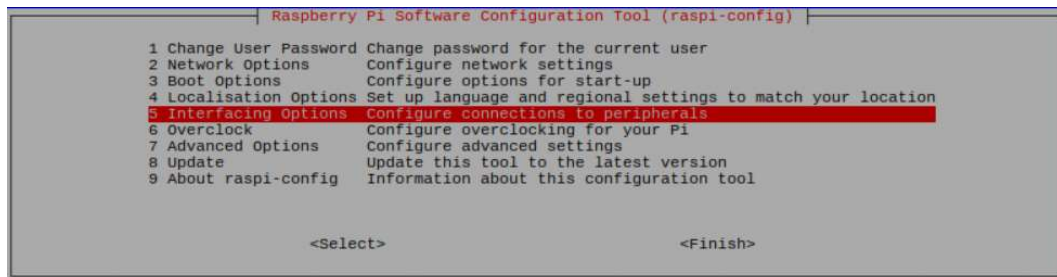 Raspberry Pi Software Configuration Tool (raspi-config)
1 Change User Password Change password for the current user
2 Network Options Configure network settings
3 Boot Options Configure options for start-up
4 Localisation Options Set up language and regional settings to match your location
5 Interfacing Options Configure connections to peripherals
6 Overclock Configure overclocking for your Pi
7 Advanced Options Configure advanced settings
8 Update Update this tool to the latest version
9 About raspi-config Information about this configuration tool
<Select> <Finish>